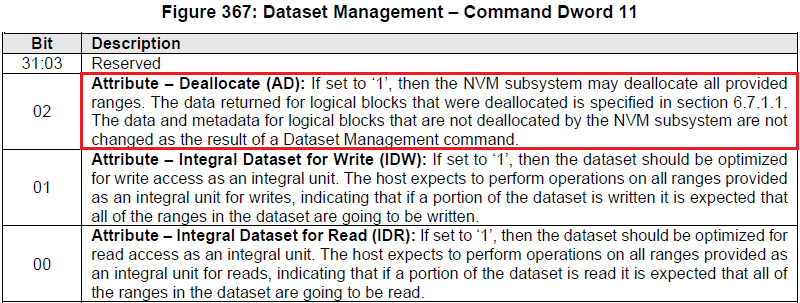 Figure 367: Dataset Management – Command Dword 11
Bit Description
31:03 Reserved
Attribute – Deallocate (AD): If set to ‘1’, then the NVM subsystem may deallocate all provided
ranges. The data returned for logical blocks that were deallocated is specified in section 6.7.1.1.
02
The data and metadata for logical blocks that are not deallocated by the NVM subsystem are not
changed as the result of a Dataset Management command.
Attribute – Integral Dataset for Write (IDW): If set to ‘1’, then the dataset should be optimized
for write access as an integral unit. The host expects to perform operations on all ranges provided
01
as an integral unit for writes, indicating that if a portion of the dataset is written it is expected that
all of the ranges in the dataset are going to be written.
Attribute – Integral Dataset for Read (IDR): If set to ‘1’, then the dataset should be optimized for
read access as an integral unit. The host expects to perform operations on all ranges provided as
00
an integral unit for reads, indicating that if a portion of the dataset is read it is expected that all of
the ranges in the dataset are going to be read.